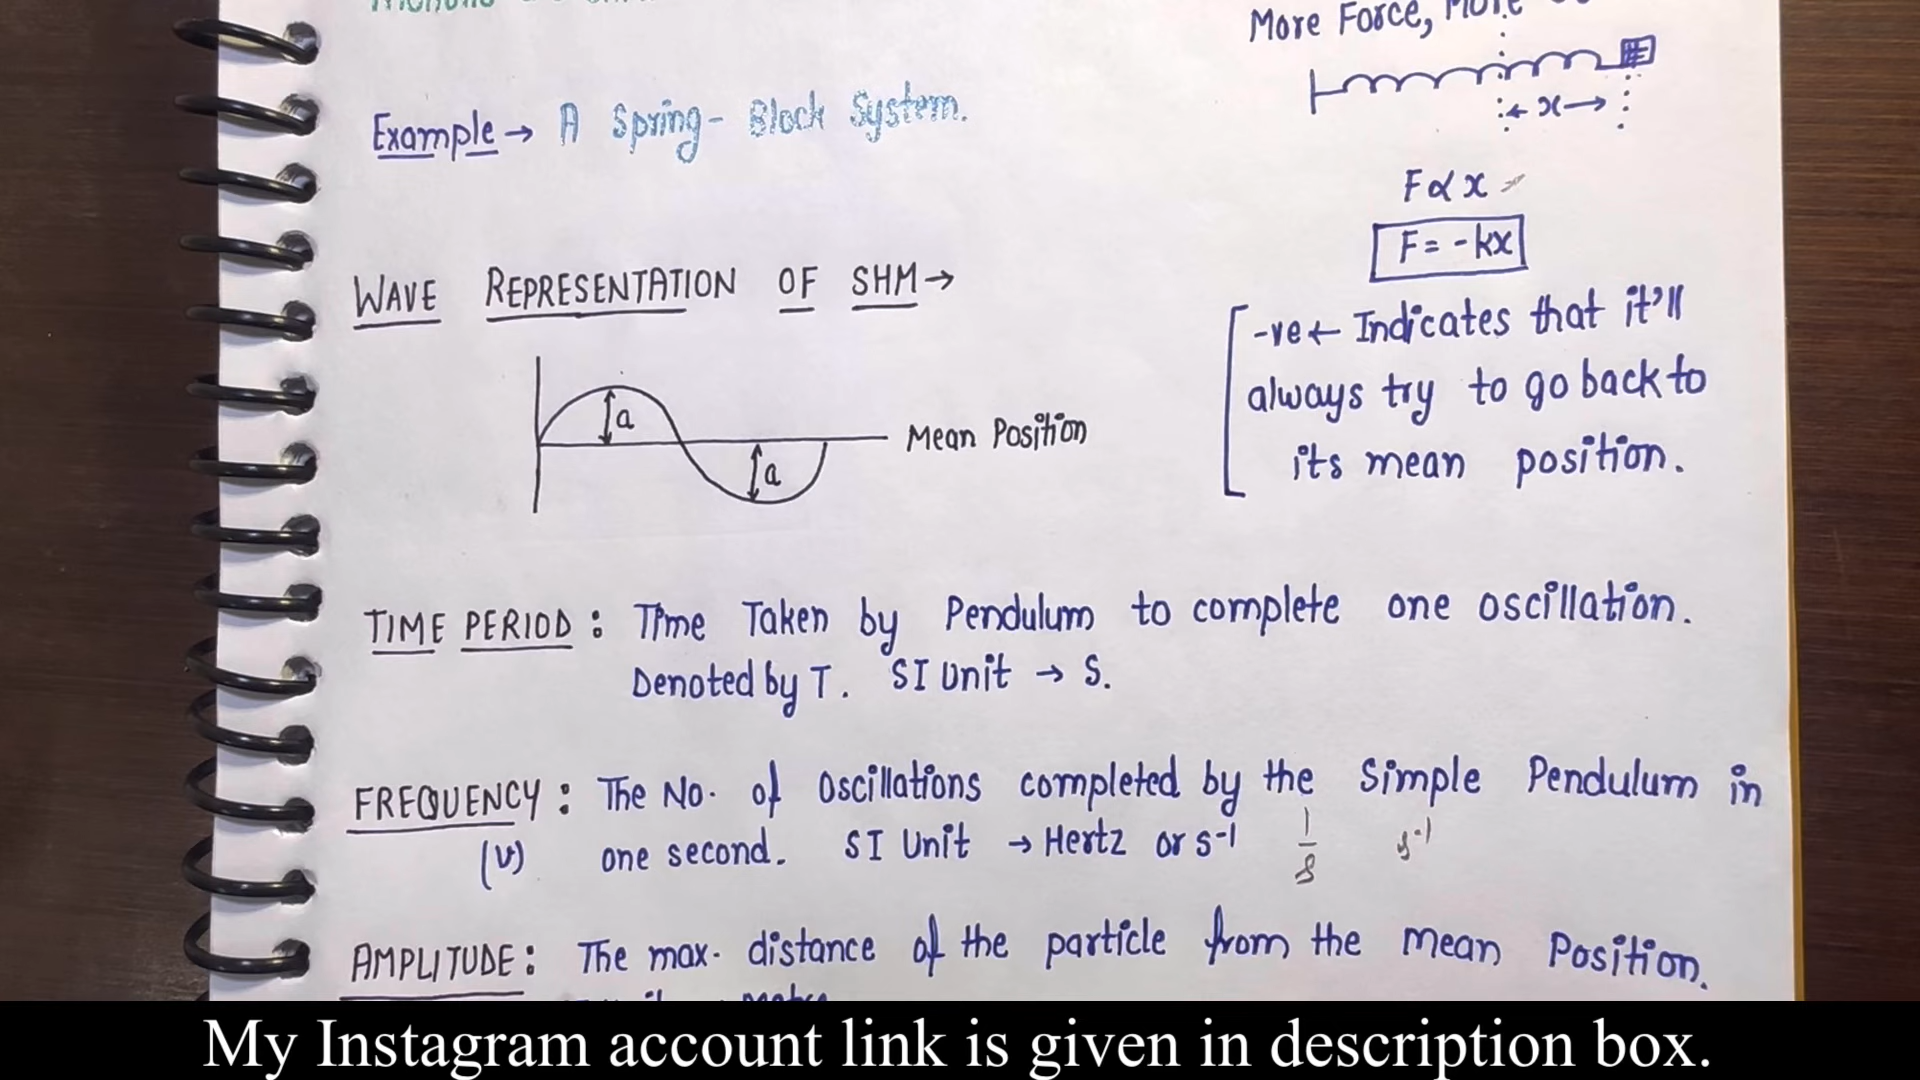 More Force, More
x
Example → A Spring- Block System.
F α x
F = -kx
WAVE REPRESENTATION OF SHM →
-ve ← Indicates that it'll
always try to go back to
its mean position.
a
Mean Position
a
TIME PERIOD : Time Taken by Pendulum to complete one oscillation.
Denoted by T. SI Unit → S.
FREQUENCY : The No. of Oscillations completed by the Simple Pendulum in
(ν) one second. SI Unit → Hertz or s⁻¹ 1/s s⁻¹
AMPLITUDE : The max. distance of the particle from the mean Position.
My Instagram account link is given in description box.